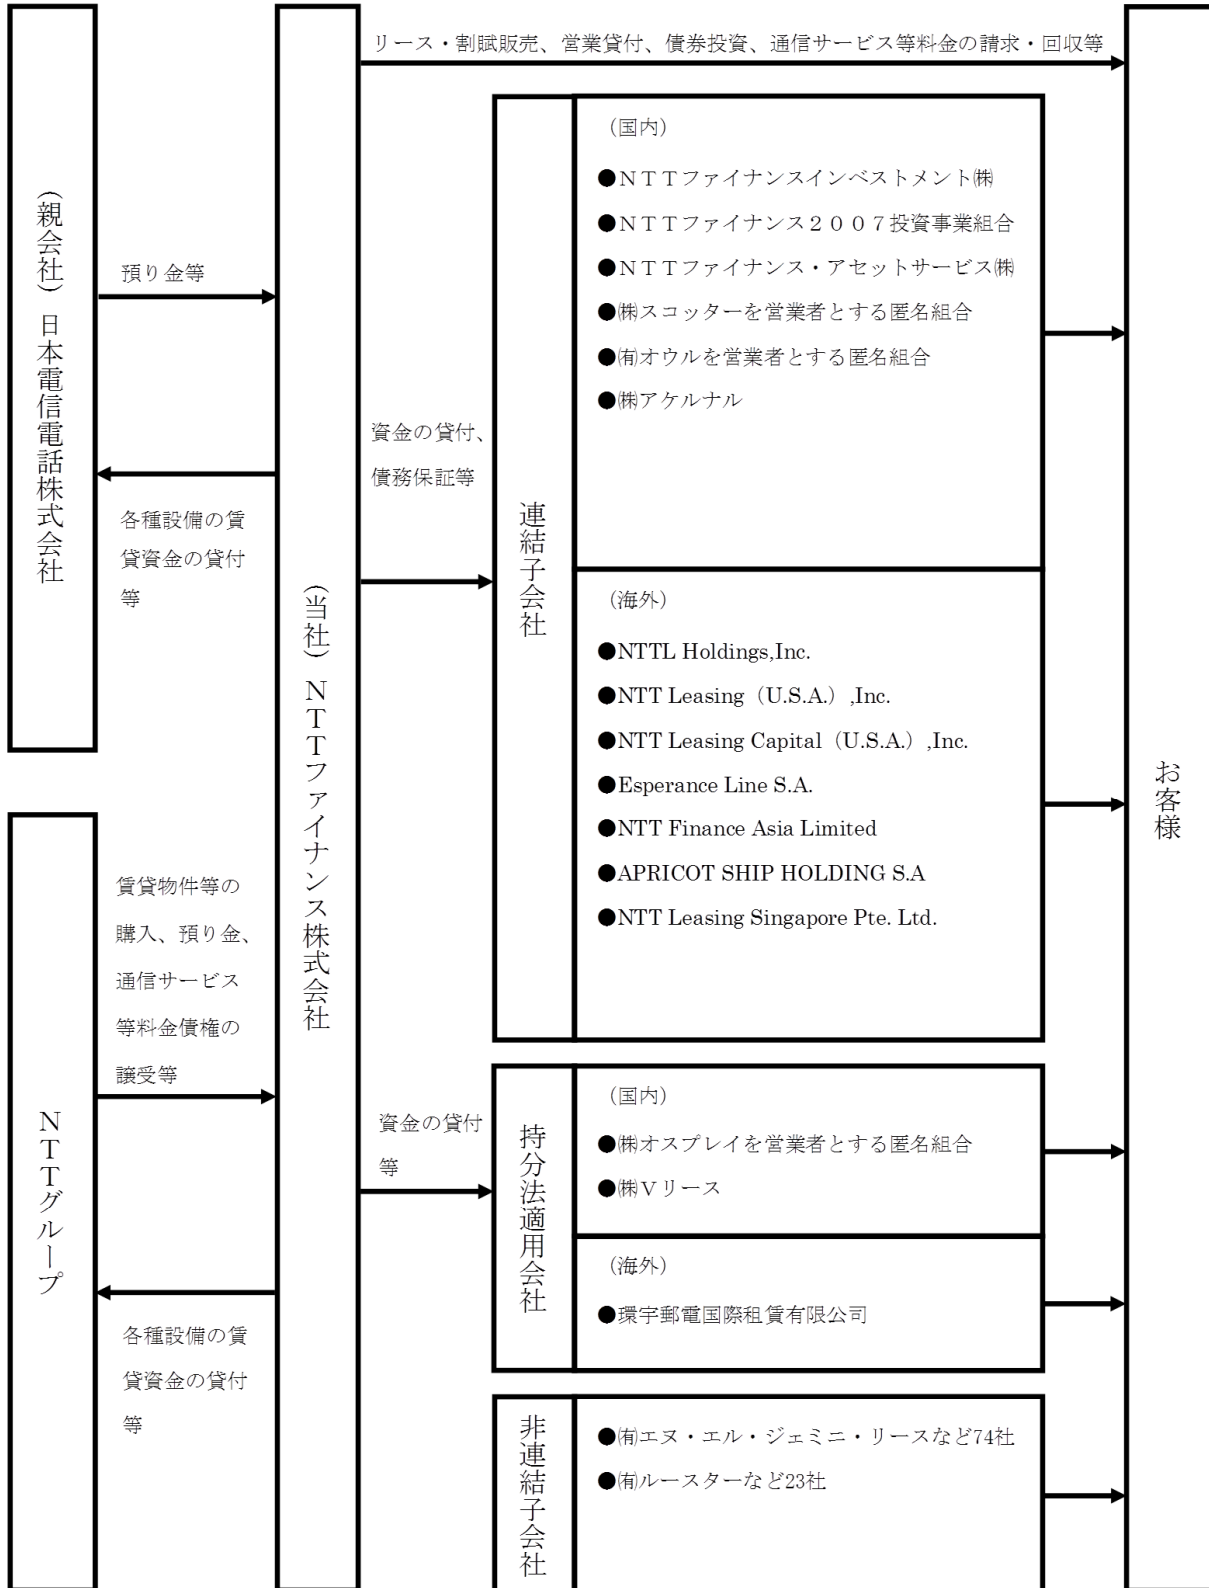 リース・割賦販売、営業貸付、債券投資、通信サービス等料金の請求・回収等
（親会社）日本電信電話株式会社
預り金等
各種設備の賃
貸資金の貸付
等
NTTグループ
賃貸物件等の
購入、預り金、
通信サービス
等料金債権の
譲受等
各種設備の賃
貸資金の貸付
等
（当社）NTTファイナンス株式会社
資金の貸付、
債務保証等
連結子会社
（国内）
●NTTファイナンスインベストメント㈱
●NTTファイナンス２００７投資事業組合
●NTTファイナンス・アセットサービス㈱
●㈱スコッターを営業者とする匿名組合
●㈲オウルを営業者とする匿名組合
●㈱アケルナル
（海外）
●NTTL Holdings,Inc.
●NTT Leasing（U.S.A.）,Inc.
●NTT Leasing Capital（U.S.A.）,Inc.
●Esperance Line S.A.
●NTT Finance Asia Limited
●APRICOT SHIP HOLDING S.A
●NTT Leasing Singapore Pte. Ltd.
資金の貸付
等
持分法適用会社
（国内）
●㈱オスプレイを営業者とする匿名組合
●㈱Vリース
（海外）
●環宇郵電国際租賃有限公司
非連結子会社
●㈲エヌ・エル・ジェミニ・リースなど74社
●㈲ルースターなど23社
お客様